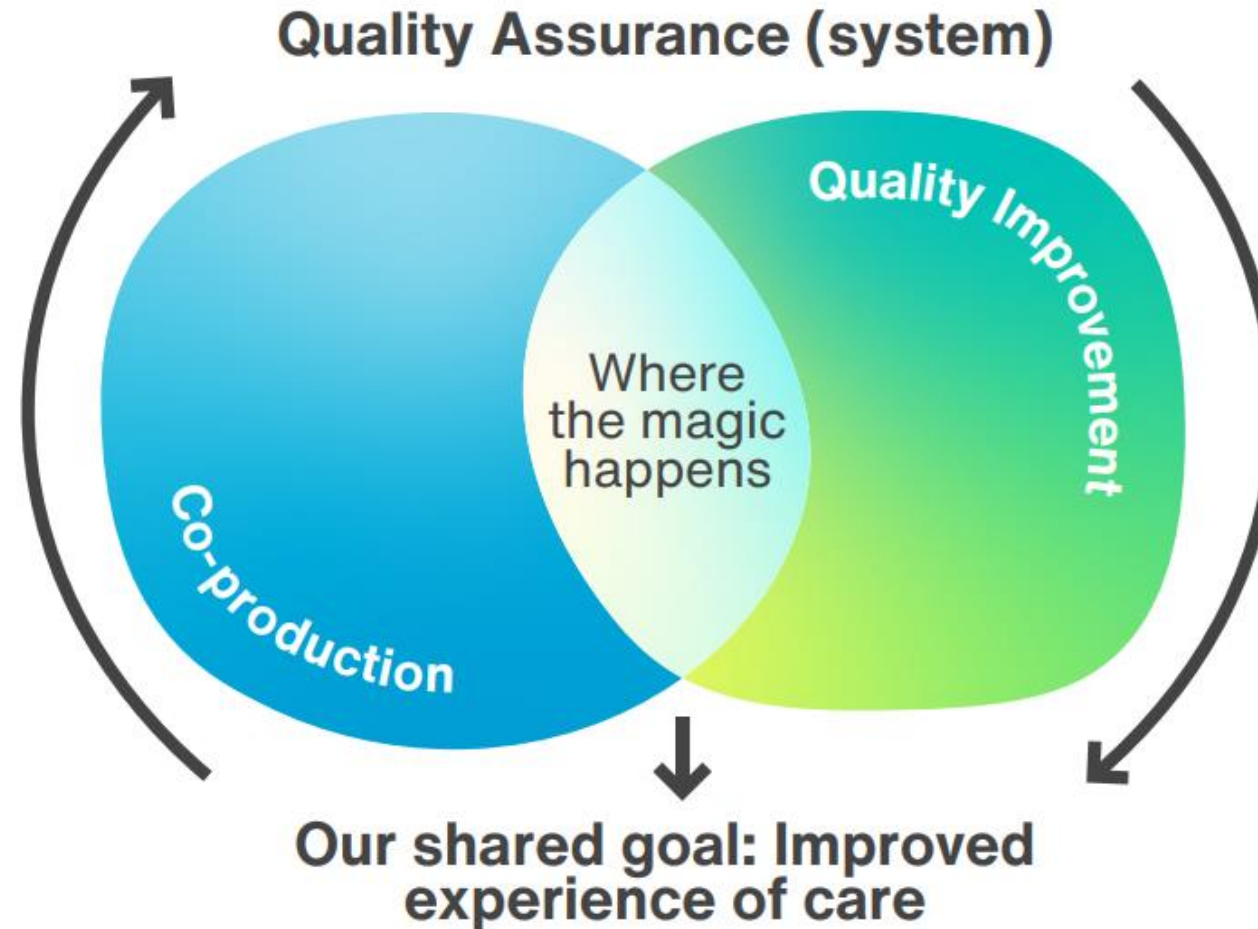 Quality Assurance (system)
Quality Improvement
Where
the magic
happens
Co-production
Our shared goal: Improved
experience of care